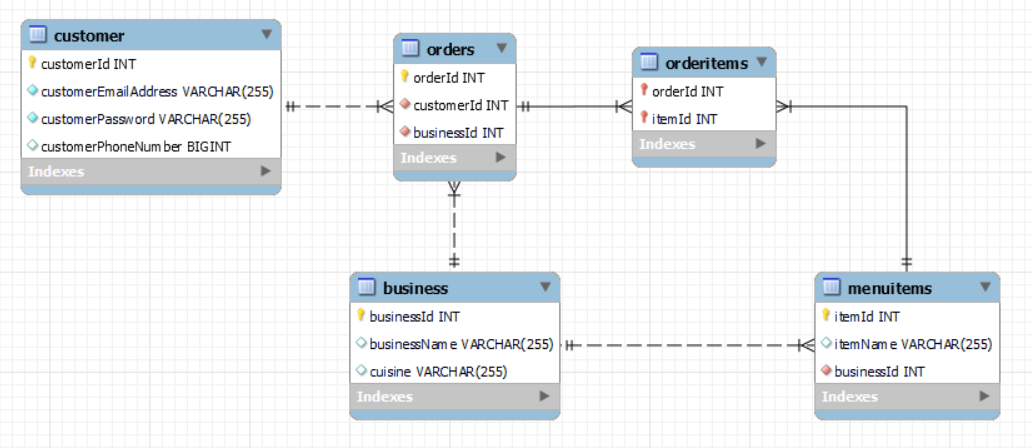 customer
customerId INT
customerEmailAddress VARCHAR(255)
customerPassword VARCHAR(255)
customerPhoneNumber BIGINT
Indexes
orders
orderId INT
customerId INT
businessId INT
Indexes
orderitems
orderId INT
itemId INT
Indexes
business
businessId INT
businessName VARCHAR(255)
cuisine VARCHAR(255)
Indexes
menuitems
itemId INT
itemName VARCHAR(255)
businessId INT
Indexes